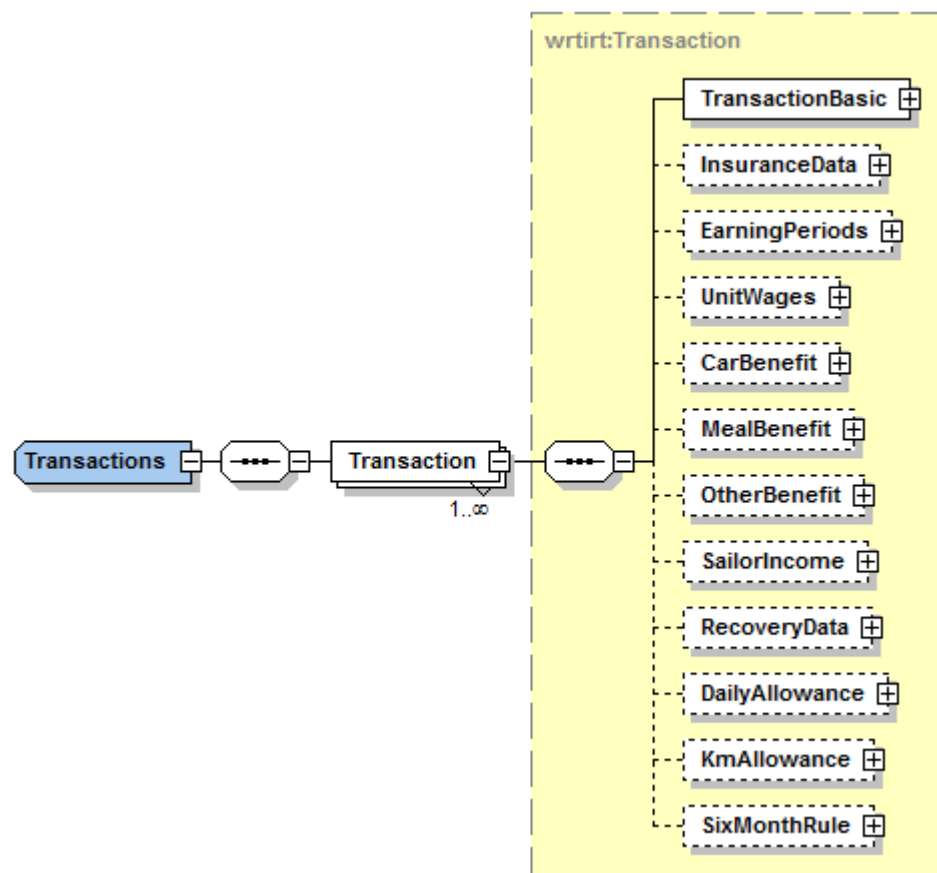 wrtirt:Transaction
TransactionBasic
InsuranceData
EarningPeriods
UnitWages
CarBenefit
MealBenefit
Transactions
Transaction
1..∞
OtherBenefit
SailorIncome
RecoveryData
DailyAllowance
KmAllowance
SixMonthRule